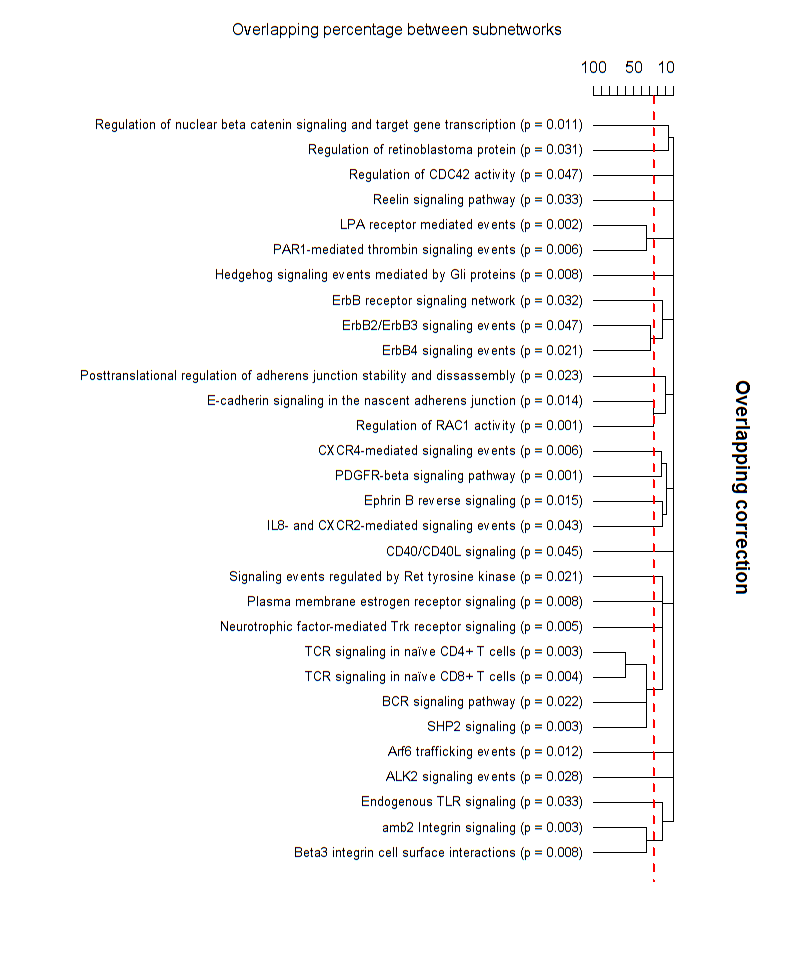 Overlapping percentage between subnetworks
100 50 10
Regulation of nuclear beta catenin signaling and target gene transcription (p = 0.011)
Regulation of retinoblastoma protein (p = 0.031)
Regulation of CDC42 activity (p = 0.047)
Reelin signaling pathway (p = 0.033)
LPA receptor mediated events (p = 0.002)
PAR1-mediated thrombin signaling events (p = 0.006)
Hedgehog signaling events mediated by Gli proteins (p = 0.008)
ErbB receptor signaling network (p = 0.032)
ErbB2/ErbB3 signaling events (p = 0.047)
ErbB4 signaling events (p = 0.021)
Posttranslational regulation of adherens junction stability and dissassembly (p = 0.023)
E-cadherin signaling in the nascent adherens junction (p = 0.014)
Regulation of RAC1 activity (p = 0.001)
CXCR4-mediated signaling events (p = 0.006)
PDGFR-beta signaling pathway (p = 0.001)
Ephrin B reverse signaling (p = 0.015)
IL8- and CXCR2-mediated signaling events (p = 0.043)
CD40/CD40L signaling (p = 0.045)
Signaling events regulated by Ret tyrosine kinase (p = 0.021)
Plasma membrane estrogen receptor signaling (p = 0.008)
Neurotrophic factor-mediated Trk receptor signaling (p = 0.005)
TCR signaling in naïve CD4+ T cells (p = 0.003)
TCR signaling in naïve CD8+ T cells (p = 0.004)
BCR signaling pathway (p = 0.022)
SHP2 signaling (p = 0.003)
Arf6 trafficking events (p = 0.012)
ALK2 signaling events (p = 0.028)
Endogenous TLR signaling (p = 0.033)
amb2 Integrin signaling (p = 0.003)
Beta3 integrin cell surface interactions (p = 0.008)
Overlapping correction